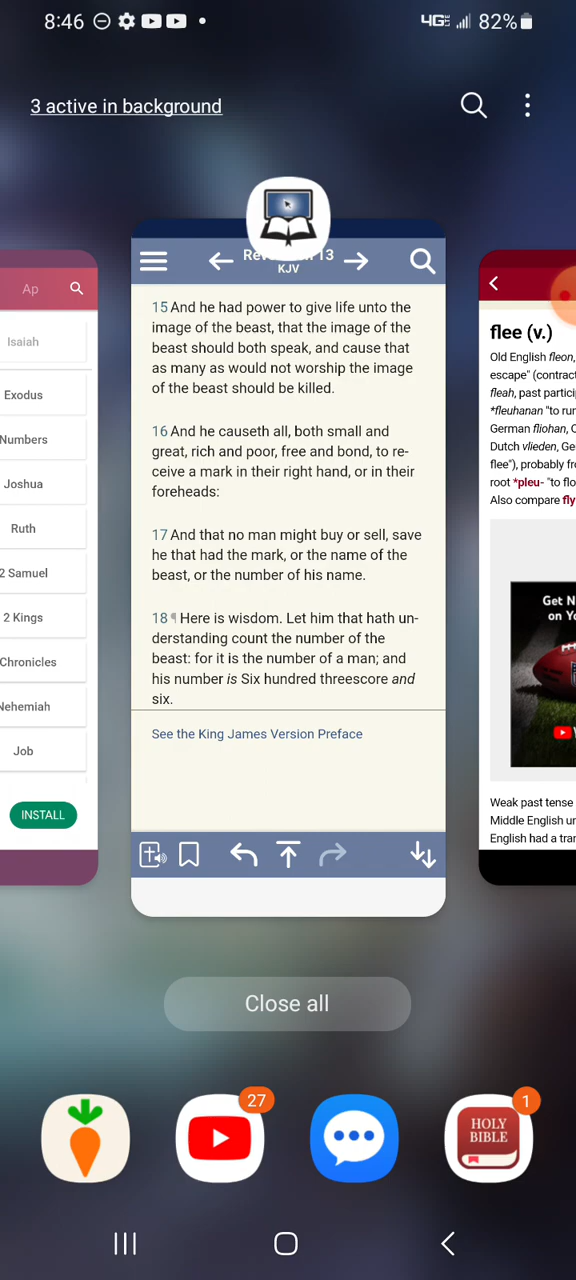 8:46
4GE 82%
3 active in background
Ap
Isaiah
Exodus
Numbers
Joshua
Ruth
2 Samuel
2 Kings
Chronicles
Nehemiah
Job
INSTALL
13
KJV
15 And he had power to give life unto the
image of the beast, that the image of the
beast should both speak, and cause that
as many as would not worship the image
of the beast should be killed.
16 And he causeth all, both small and
great, rich and poor, free and bond, to re-
ceive a mark in their right hand, or in their
foreheads:
17 And that no man might buy or sell, save
he that had the mark, or the name of the
beast, or the number of his name.
18 ¶ Here is wisdom. Let him that hath un-
derstanding count the number of the
beast: for it is the number of a man; and
his number is Six hundred threescore and
six.
See the King James Version Preface
flee (v.)
Old English fleon,
escape" (contract
fleah, past particip
*fleuhanan "to run
German fliohan, O
Dutch vlieden, Ge
flee"), probably fro
root *pleu- "to flo
Also compare fly
Get N
on Yo
Weak past tense
Middle English un
English had a tran
Close all
27
1
HOLY
BIBLE